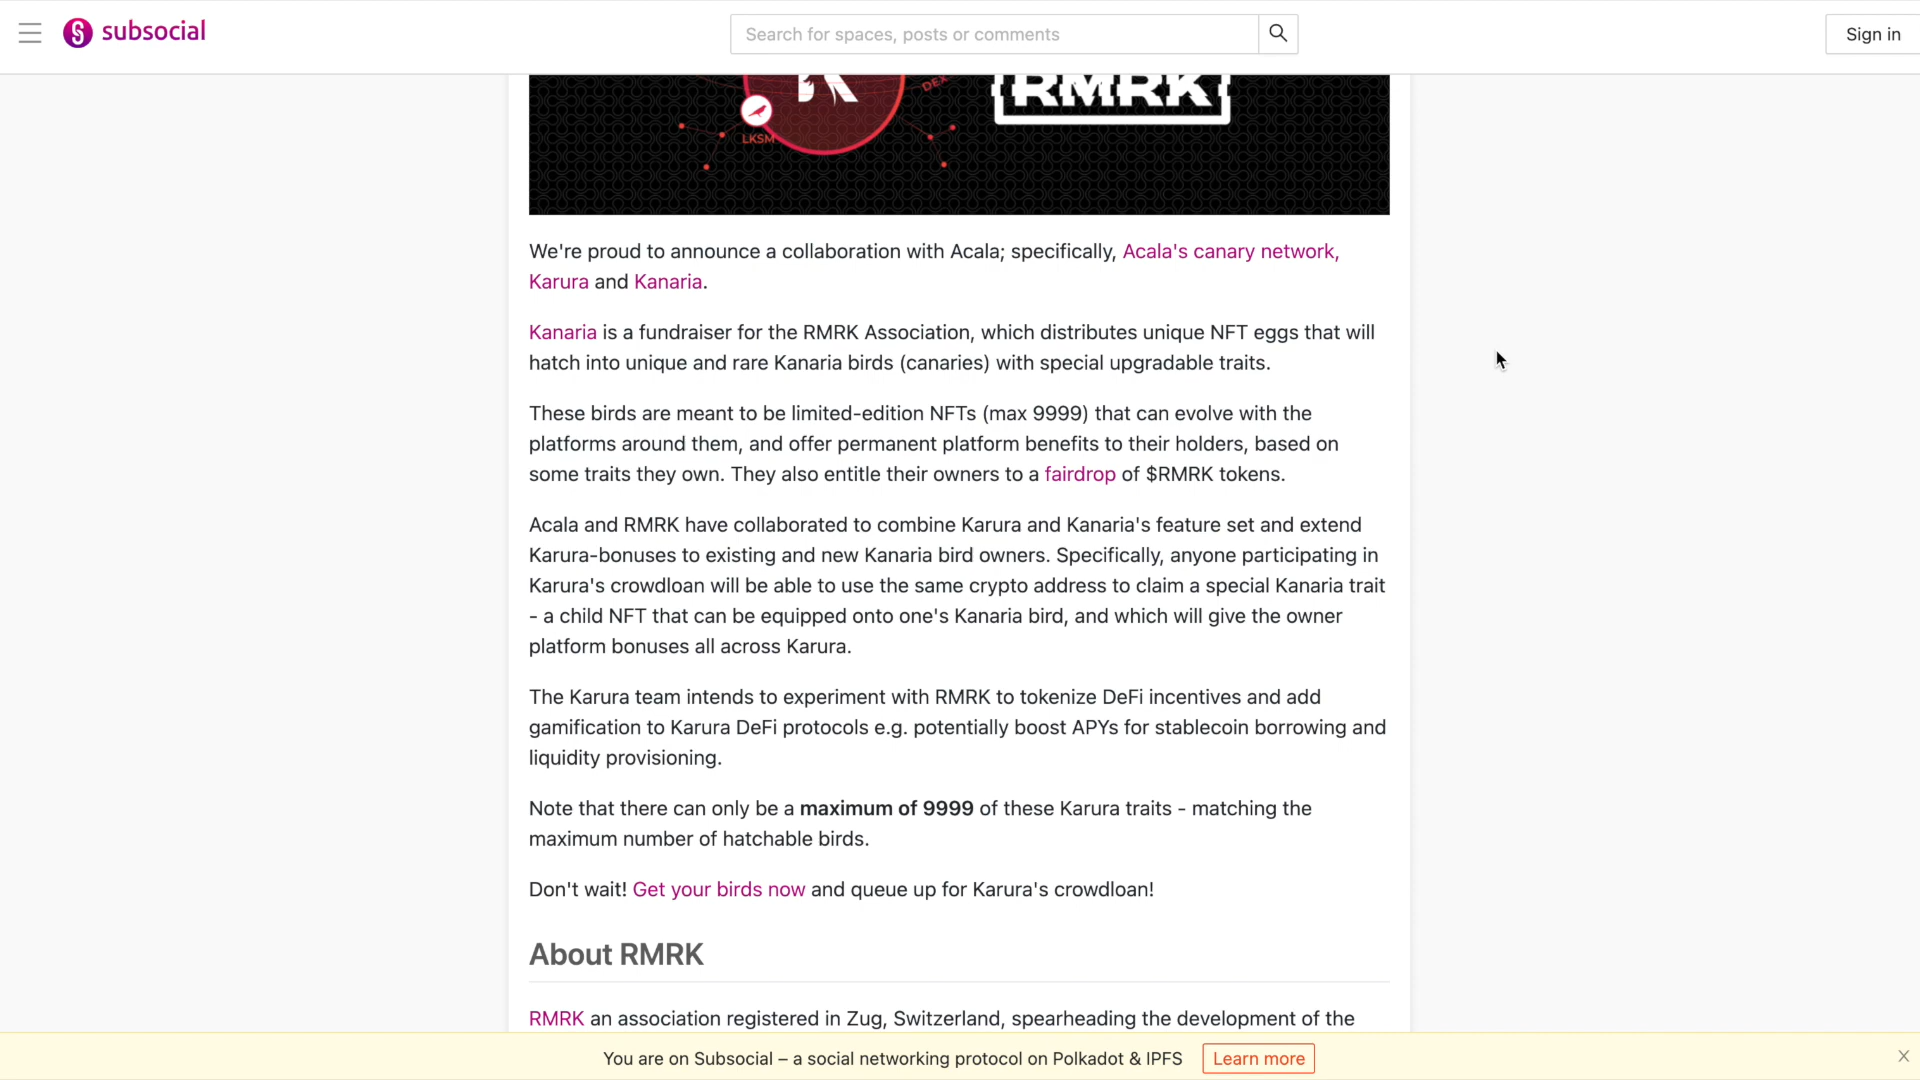 subsocial
Search for spaces, posts or comments
Sign in
DEX
RMRK
LKSM
We're proud to announce a collaboration with Acala; specifically, Acala's canary network,
Karura and Kanaria.
Kanaria is a fundraiser for the RMRK Association, which distributes unique NFT eggs that will
hatch into unique and rare Kanaria birds (canaries) with special upgradable traits.
These birds are meant to be limited-edition NFTs (max 9999) that can evolve with the
platforms around them, and offer permanent platform benefits to their holders, based on
some traits they own. They also entitle their owners to a fairdrop of $RMRK tokens.
Acala and RMRK have collaborated to combine Karura and Kanaria's feature set and extend
Karura-bonuses to existing and new Kanaria bird owners. Specifically, anyone participating in
Karura's crowdloan will be able to use the same crypto address to claim a special Kanaria trait
- a child NFT that can be equipped onto one's Kanaria bird, and which will give the owner
platform bonuses all across Karura.
The Karura team intends to experiment with RMRK to tokenize DeFi incentives and add
gamification to Karura DeFi protocols e.g. potentially boost APYs for stablecoin borrowing and
liquidity provisioning.
Note that there can only be a maximum of 9999 of these Karura traits - matching the
maximum number of hatchable birds.
Don't wait! Get your birds now and queue up for Karura's crowdloan!
About RMRK
RMRK an association registered in Zug, Switzerland, spearheading the development of the
You are on Subsocial – a social networking protocol on Polkadot & IPFS
Learn more